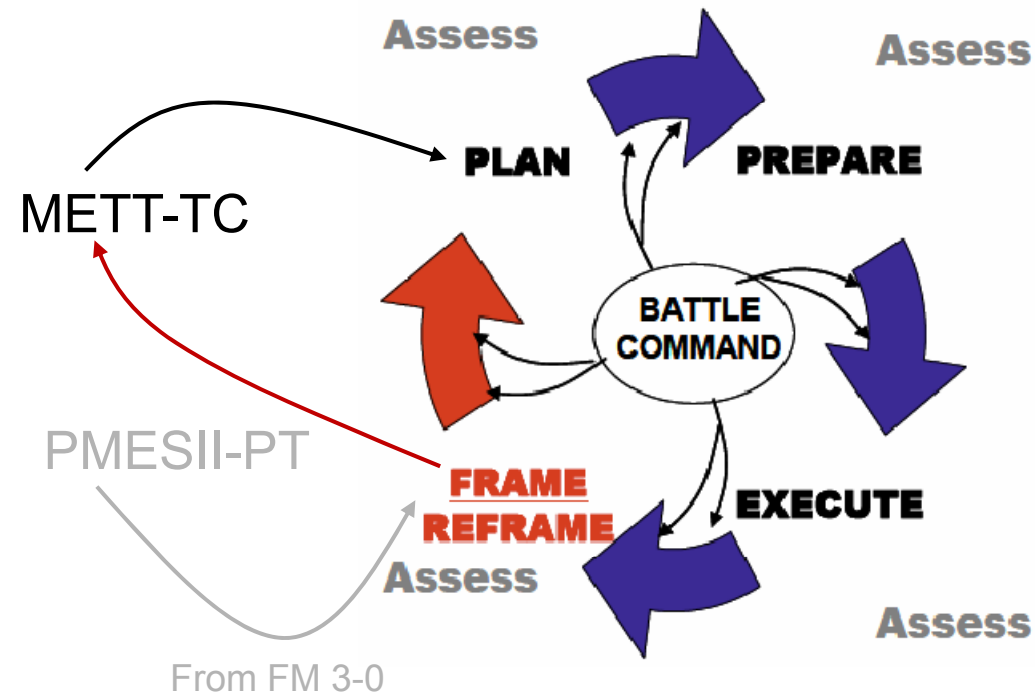 Assess
Assess
PLAN
PREPARE
METT-TC
BATTLE
COMMAND
PMESII-PT
FRAME
REFRAME
EXECUTE
Assess
Assess
From FM 3-0